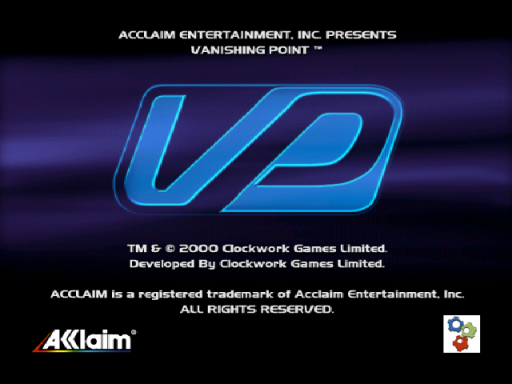 ACCLAIM ENTERTAINMENT, INC. PRESENTS
VANISHING POINT ™
VP
TM & © 2000 Clockwork Games Limited.
Developed By Clockwork Games Limited.
ACCLAIM is a registered trademark of Acclaim Entertainment, Inc.
ALL RIGHTS RESERVED.
AKKlaim®